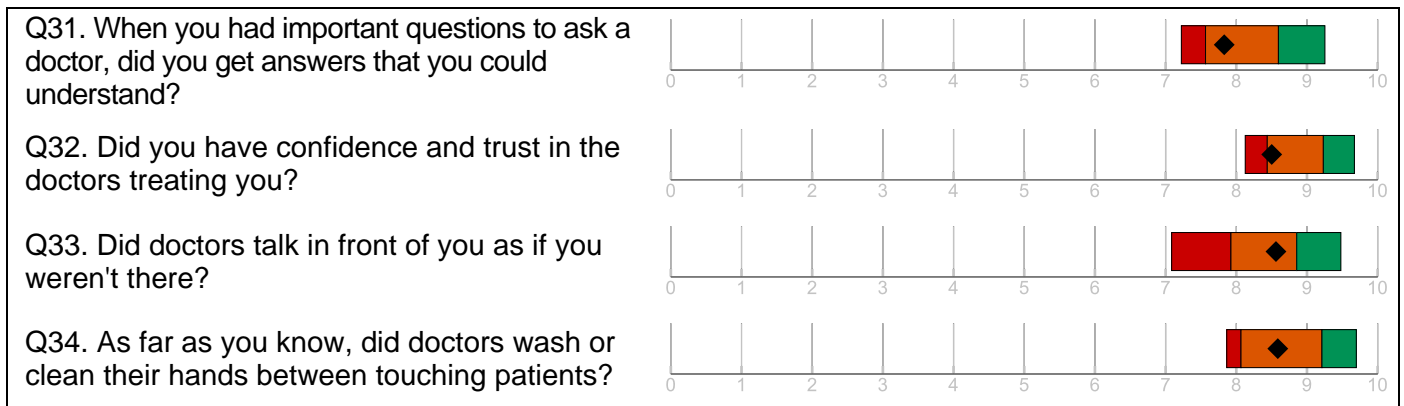 Q31. When you had important questions to ask a
doctor, did you get answers that you could
understand?
0 1 2 3 4 5 6 7 8 9 10
Q32. Did you have confidence and trust in the
doctors treating you?
0 1 2 3 4 5 6 7 8 9 10
Q33. Did doctors talk in front of you as if you
weren't there?
0 1 2 3 4 5 6 7 8 9 10
Q34. As far as you know, did doctors wash or
clean their hands between touching patients?
0 1 2 3 4 5 6 7 8 9 10